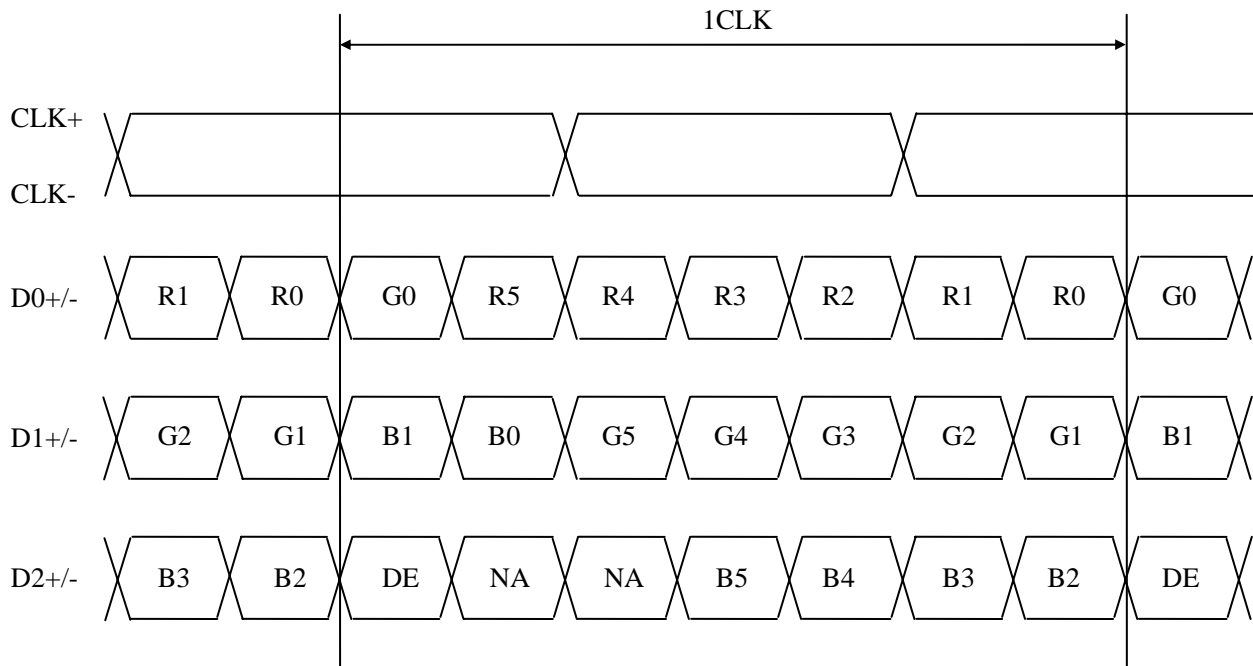 1CLK
CLK+
CLK-
D0+/- R1 R0 G0 R5 R4 R3 R2 R1 R0 G0
D1+/- G2 G1 B1 B0 G5 G4 G3 G2 G1 B1
D2+/- B3 B2 DE NA NA B5 B4 B3 B2 DE